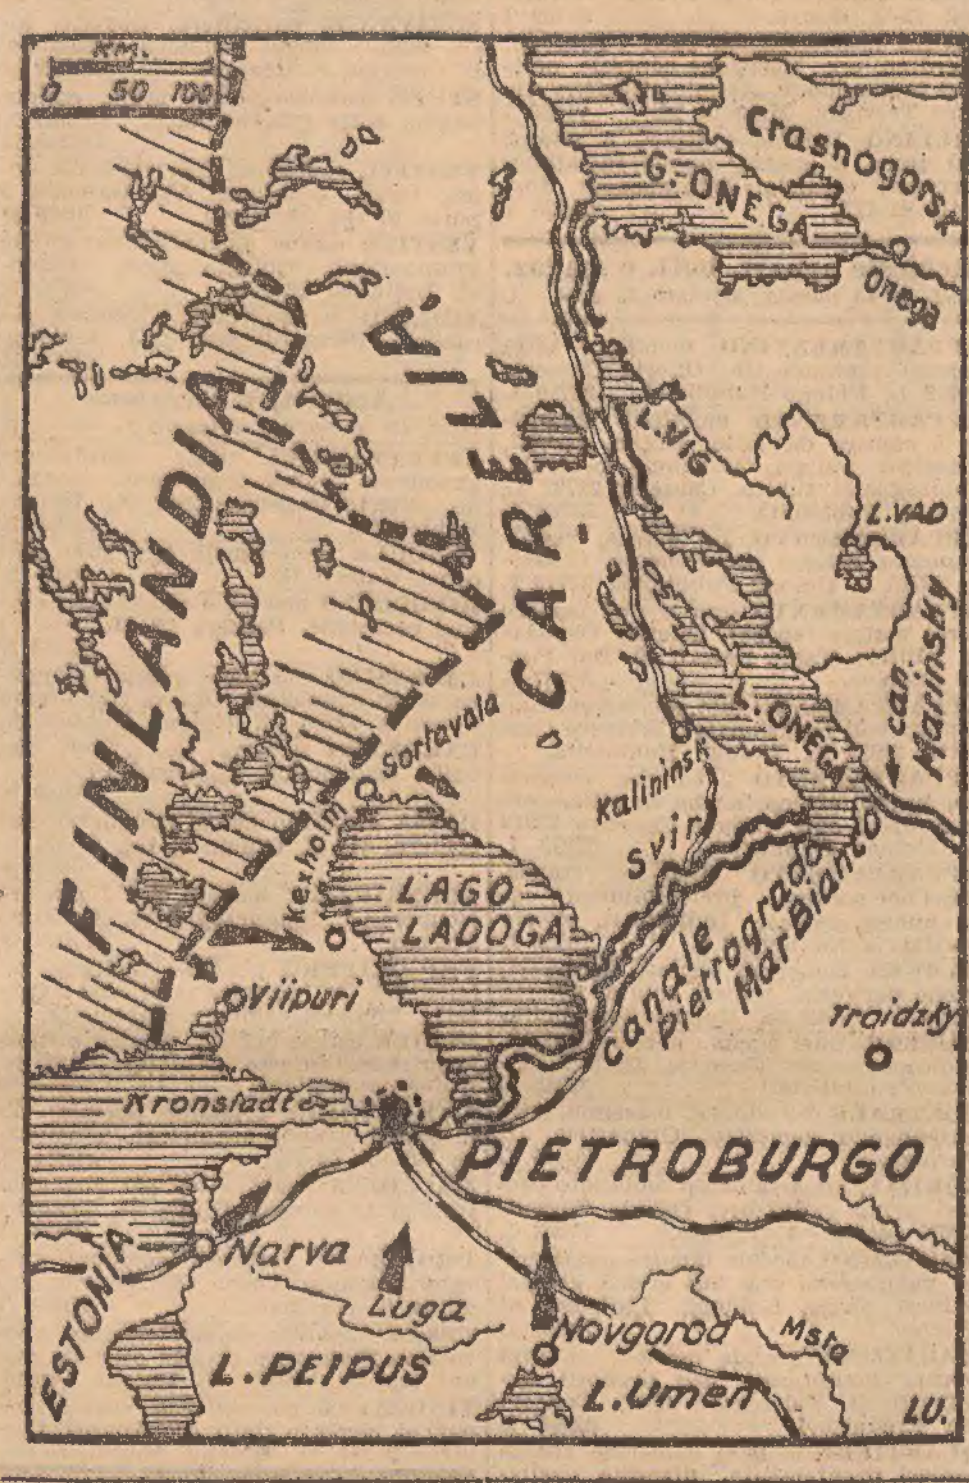 KM.
0 50 100
Crasnogorsk
G. ONEGA
Onega
CARELIA
FINLANDIA
L. VIG
L. VAD
can
Marinsky
L. ONEGA
Sortavala
Kalininsk
Kexholm
Svir
LAGO
LADOGA
canale
pietrogrado
Mar Bianco
Viipuri
Troidzky
Kronstadt
PIETROBURGO
Narva
ESTONIA
Luga
Novgorod
Msta
L. PEIPUS
L. Umen
LU.